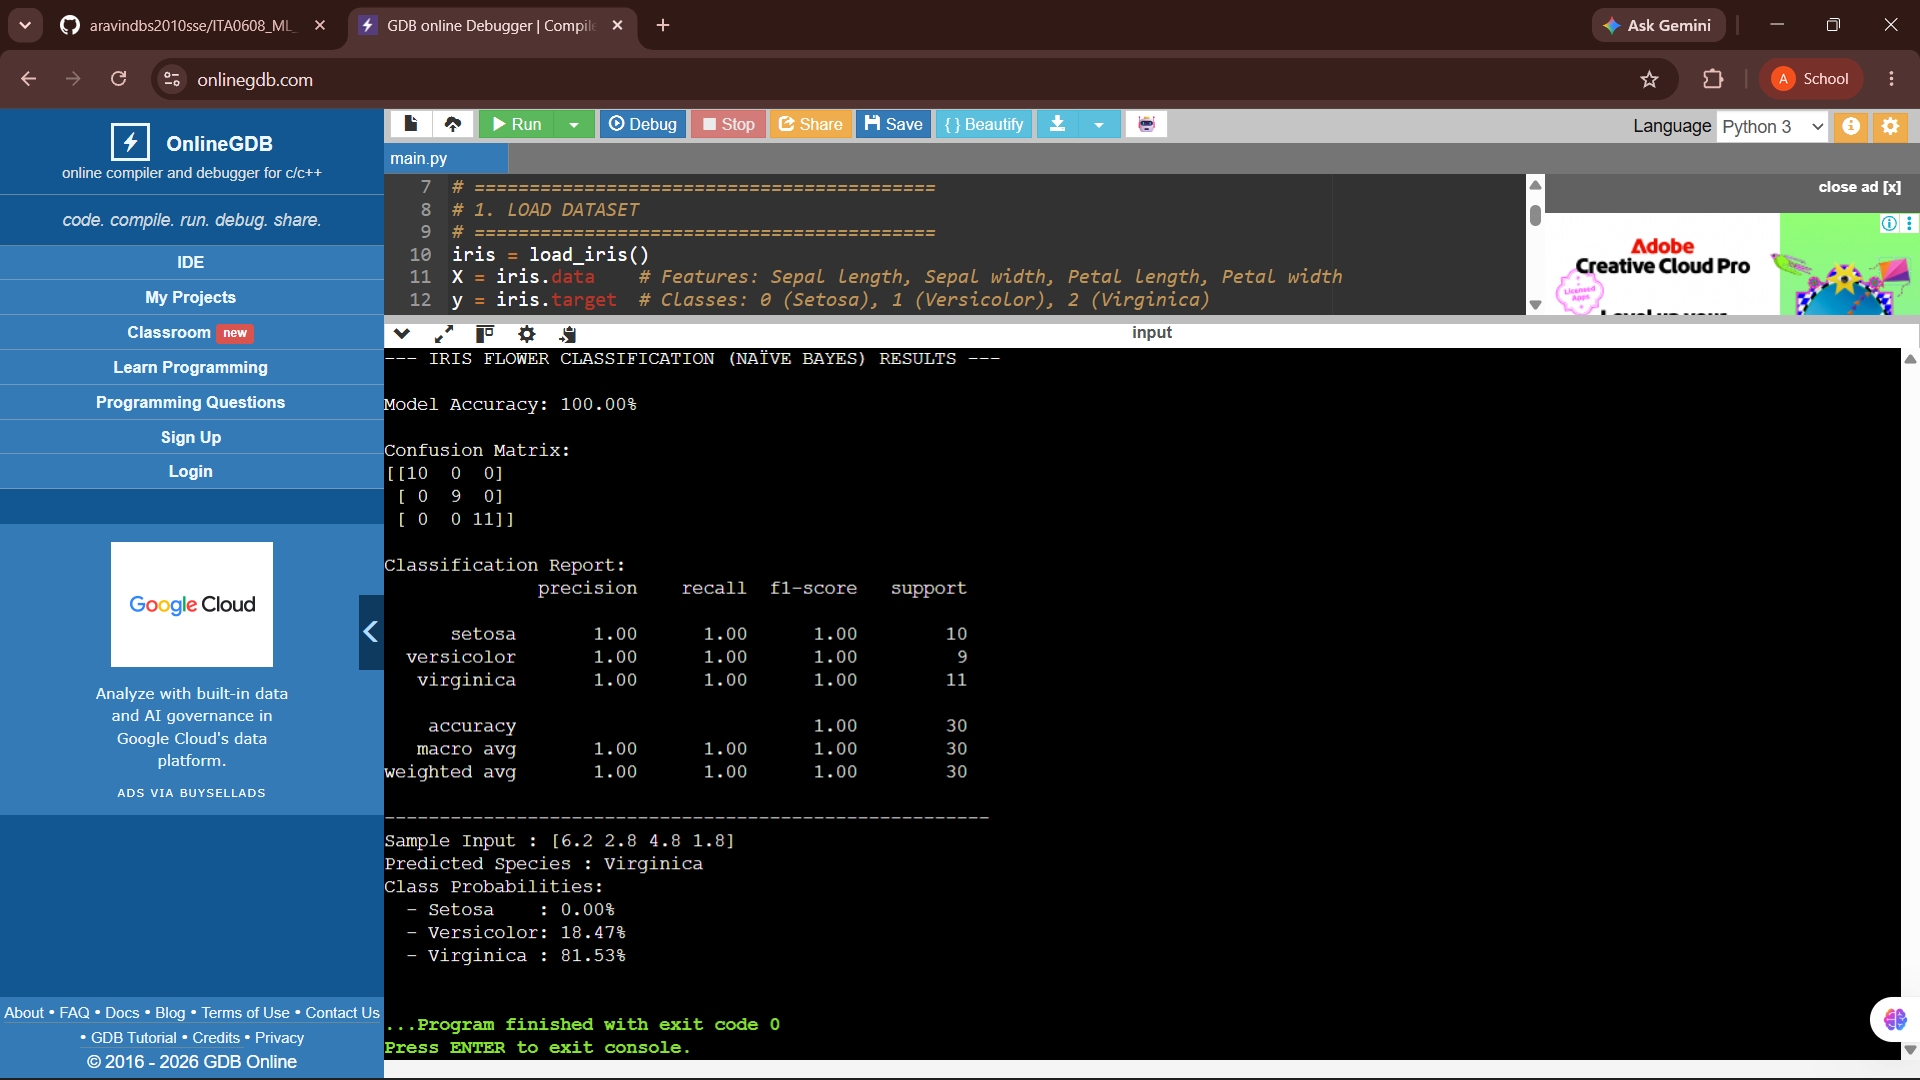 aravindbs2010sse/ITA0608_ML_
GDB online Debugger | Compile
Ask Gemini
onlinegdb.com
A School
OnlineGDB
online compiler and debugger for c/c++
code. compile. run. debug. share.
IDE
My Projects
Classroom new
Learn Programming
Programming Questions
Sign Up
Login
Google Cloud
Analyze with built-in data
and AI governance in
Google Cloud's data
platform.
ADS VIA BUYSELLADS
About • FAQ • Docs • Blog • Terms of Use • Contact Us
• GDB Tutorial • Credits • Privacy
© 2016 - 2026 GDB Online
Run Debug Stop Share Save { } Beautify
Language Python 3
main.py
7 # ==========================================
8 # 1. LOAD DATASET
9 # ==========================================
10 iris = load_iris()
11 X = iris.data    # Features: Sepal length, Sepal width, Petal length, Petal width
12 y = iris.target  # Classes: 0 (Setosa), 1 (Versicolor), 2 (Virginica)
close ad [x]
Adobe
Creative Cloud Pro
Licensed
Apps
input
--- IRIS FLOWER CLASSIFICATION (NAÏVE BAYES) RESULTS ---
Model Accuracy: 100.00%
Confusion Matrix:
[[10  0  0]
 [ 0  9  0]
 [ 0  0 11]]
Classification Report:
              precision    recall  f1-score   support
      setosa       1.00      1.00      1.00        10
  versicolor       1.00      1.00      1.00         9
   virginica       1.00      1.00      1.00        11
    accuracy                           1.00        30
   macro avg       1.00      1.00      1.00        30
weighted avg       1.00      1.00      1.00        30
-------------------------------------------------------
Sample Input : [6.2 2.8 4.8 1.8]
Predicted Species : Virginica
Class Probabilities:
  - Setosa    : 0.00%
  - Versicolor: 18.47%
  - Virginica : 81.53%
...Program finished with exit code 0
Press ENTER to exit console.